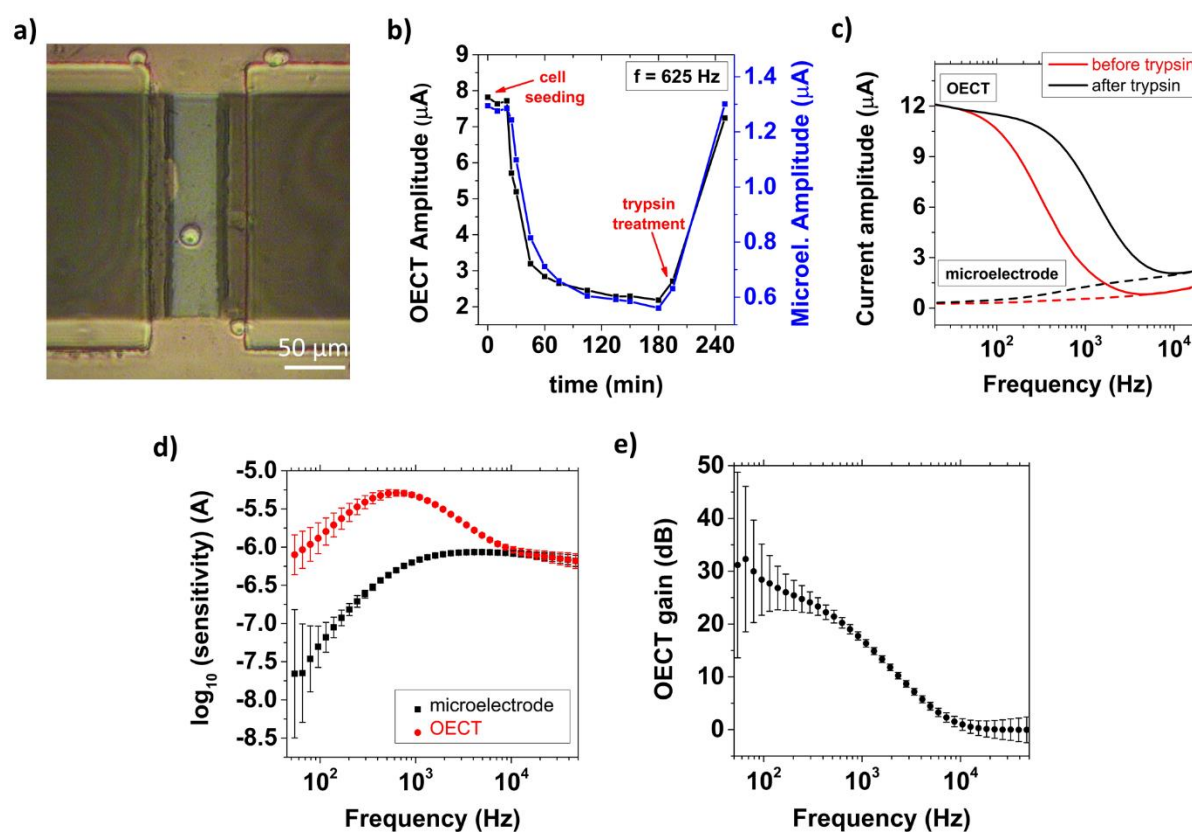 a)
50 μm
b)
OECT Amplitude (μA)
9
8
7
6
5
4
3
2
cell
seeding
f = 625 Hz
trypsin
treatment
1.4
1.2
1.0
0.8
0.6
Microel. Amplitude (μA)
0 60 120 180 240
time (min)
c)
before trypsin
after trypsin
OECT
microelectrode
Current amplitude (μA)
12
9
6
3
0
10² 10³ 10⁴
Frequency (Hz)
d)
log₁₀ (sensitivity) (A)
-5.0
-5.5
-6.0
-6.5
-7.0
-7.5
-8.0
-8.5
microelectrode
OECT
10² 10³ 10⁴
Frequency (Hz)
e)
OECT gain (dB)
50
40
30
20
10
0
10² 10³ 10⁴
Frequency (Hz)